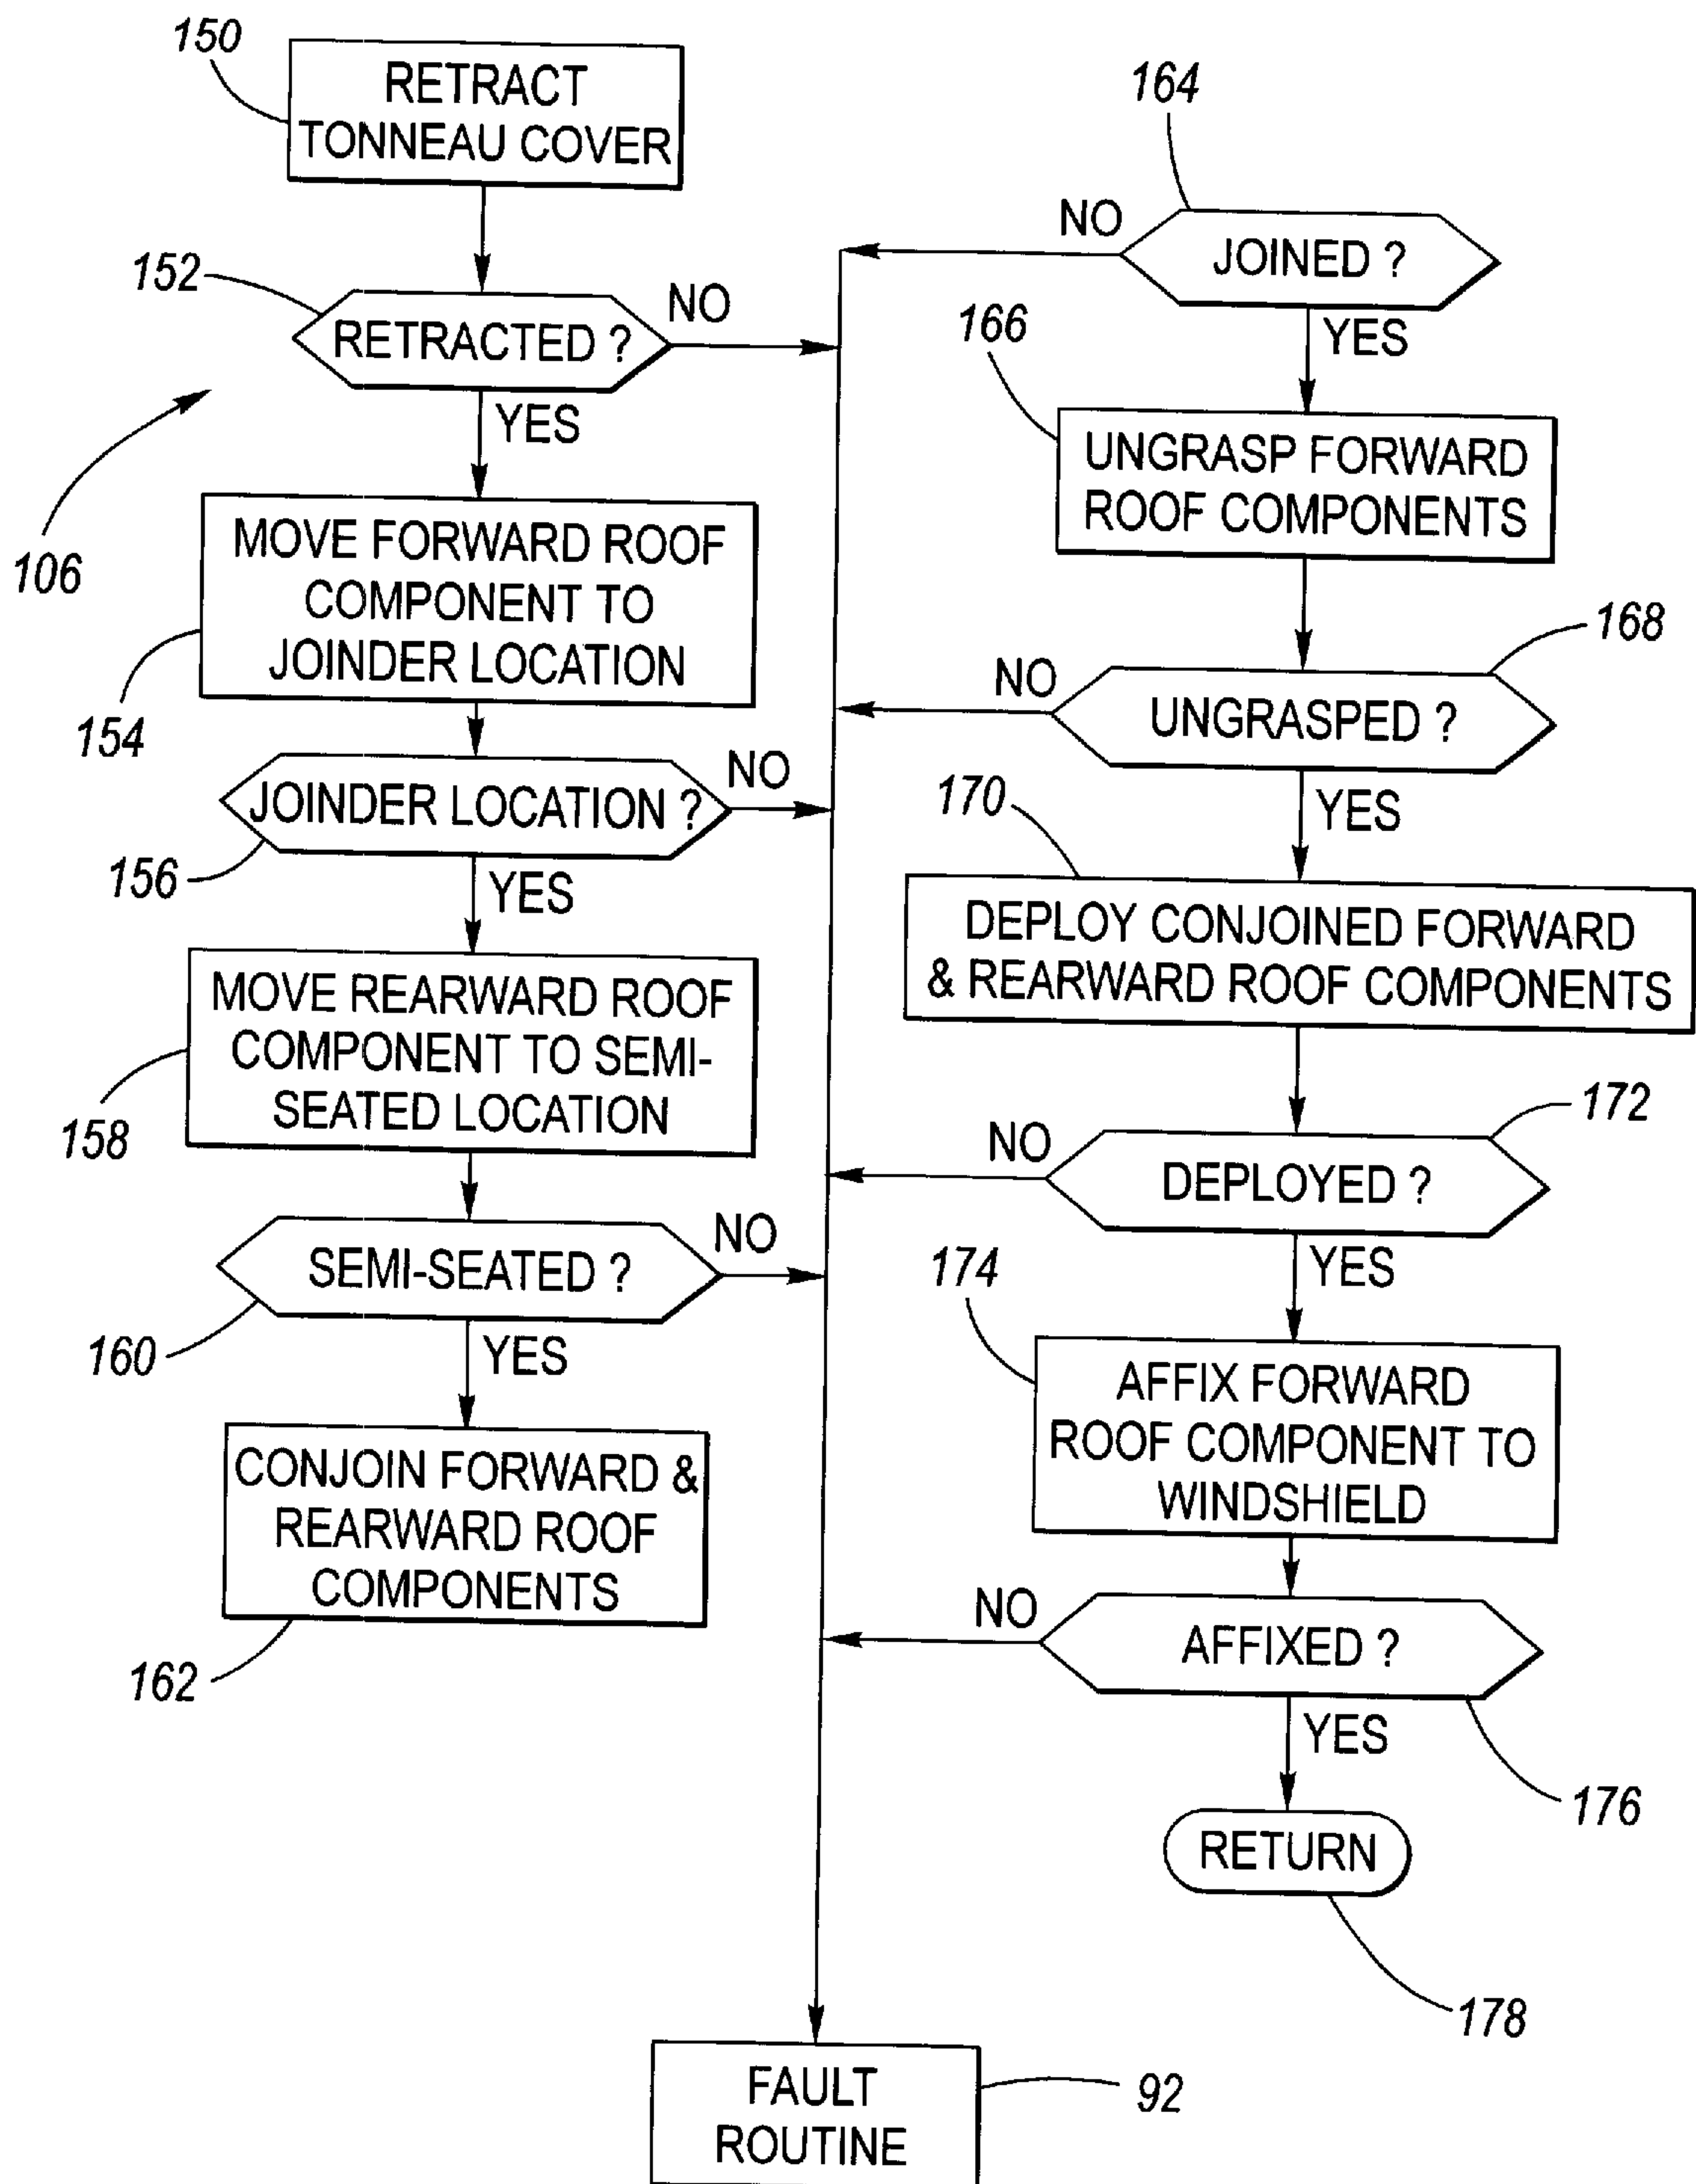 150
RETRACT
TONNEAU COVER
152
RETRACTED ?
NO
YES
106
MOVE FORWARD ROOF
COMPONENT TO
JOINDER LOCATION
154
JOINDER LOCATION ?
NO
156
YES
MOVE REARWARD ROOF
COMPONENT TO SEMI-
SEATED LOCATION
158
SEMI-SEATED ?
NO
160
YES
CONJOIN FORWARD &
REARWARD ROOF
COMPONENTS
162
164
NO
JOINED ?
YES
166
UNGRASP FORWARD
ROOF COMPONENTS
168
NO
UNGRASPED ?
YES
170
DEPLOY CONJOINED FORWARD
& REARWARD ROOF COMPONENTS
172
NO
DEPLOYED ?
YES
174
AFFIX FORWARD
ROOF COMPONENT TO
WINDSHIELD
NO
AFFIXED ?
YES
176
RETURN
178
FAULT
ROUTINE
92